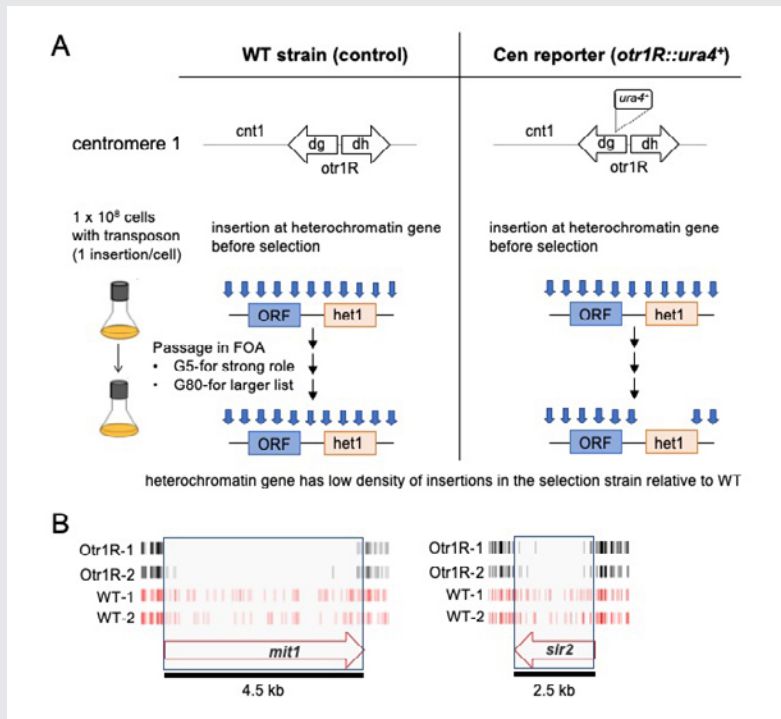 A
WT strain (control)
Cen reporter (otr1R::ura4⁺)
ura4⁺
centromere 1
cnt1
dg
dh
otr1R
cnt1
dg
dh
otr1R
1 x 10⁸ cells
with transposon
(1 insertion/cell)
insertion at heterochromatin gene
before selection
insertion at heterochromatin gene
before selection
ORF
het1
ORF
het1
Passage in FOA
• G5-for strong role
• G80-for larger list
ORF
het1
ORF
het1
heterochromatin gene has low density of insertions in the selection strain relative to WT
B
Otr1R-1
Otr1R-2
WT-1
WT-2
mit1
4.5 kb
Otr1R-1
Otr1R-2
WT-1
WT-2
sir2
2.5 kb